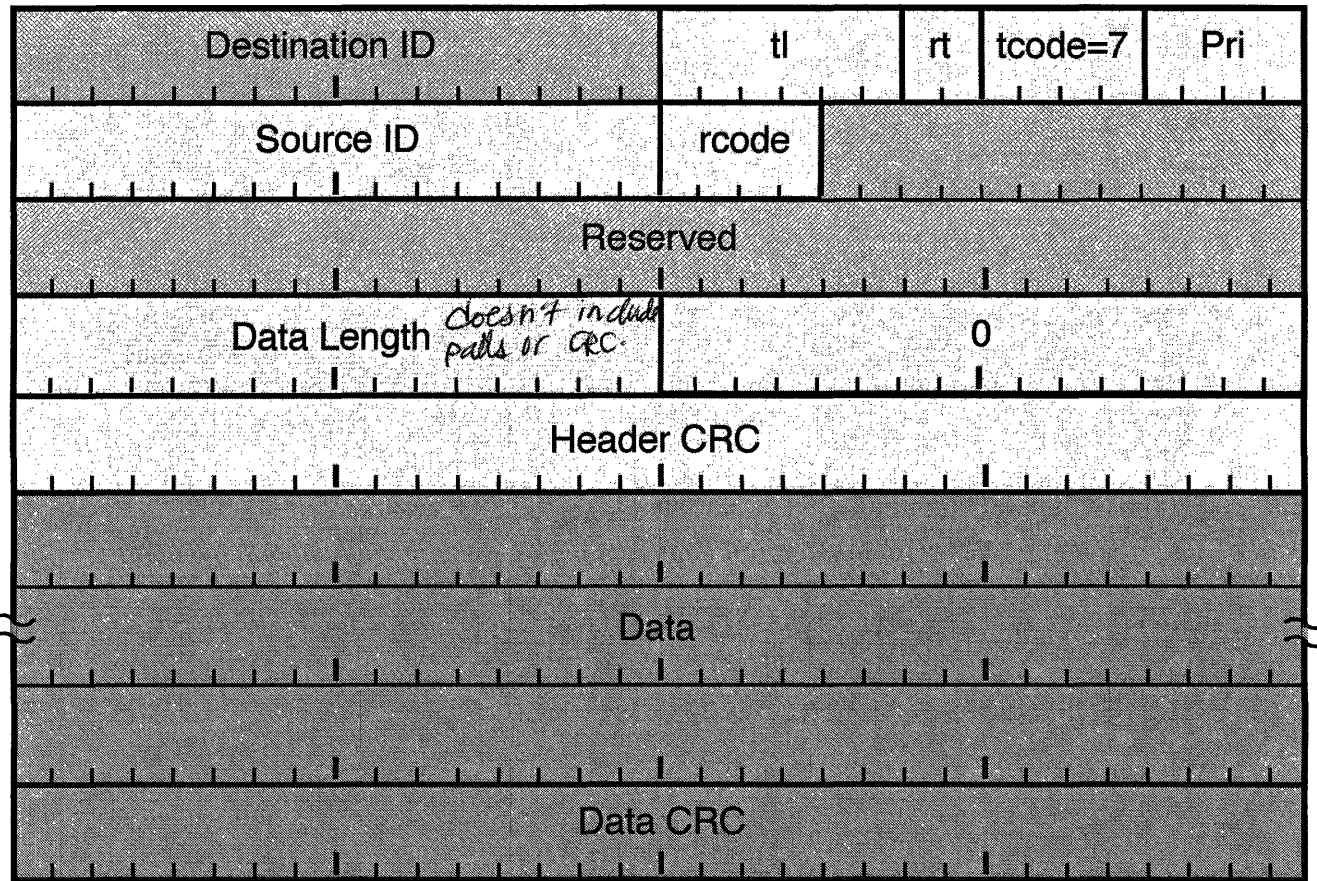 Destination ID tl rt tcode=7 Pri
Source ID rcode
Reserved
Data Length doesn't include 0
pads or CRC.
Header CRC
Data
Data CRC